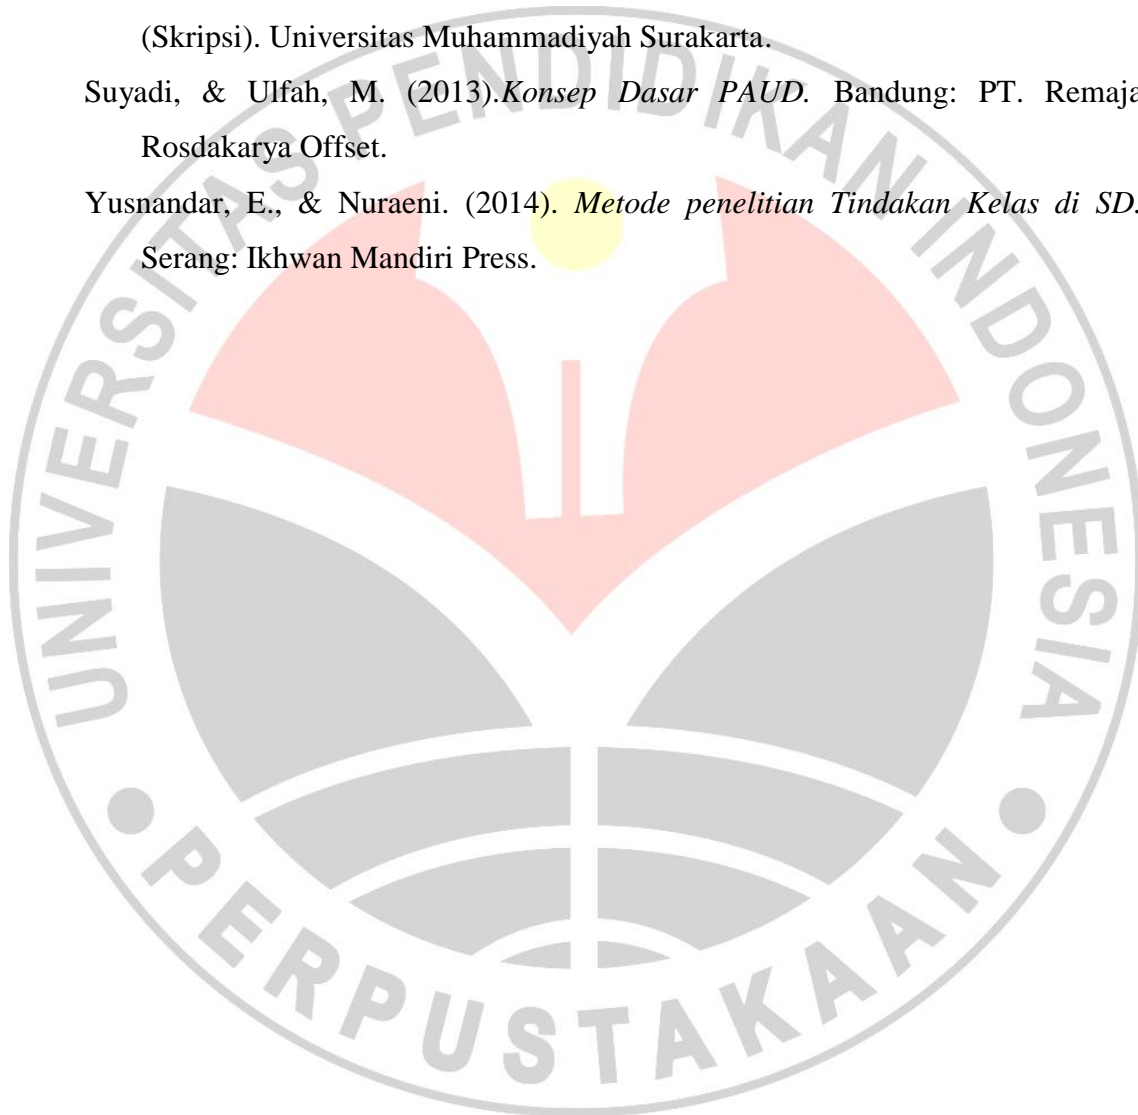 (Skripsi). Universitas Muhammadiyah Surakarta.
Suyadi, & Ulfah, M. (2013).Konsep Dasar PAUD. Bandung: PT. Remaja
Rosdakarya Offset.
Yusnandar, E., & Nuraeni. (2014). Metode penelitian Tindakan Kelas di SD.
Serang: Ikhwan Mandiri Press.
UNIVERSITAS PENDIDIKAN INDONESIA
PERPUSTAKAAN